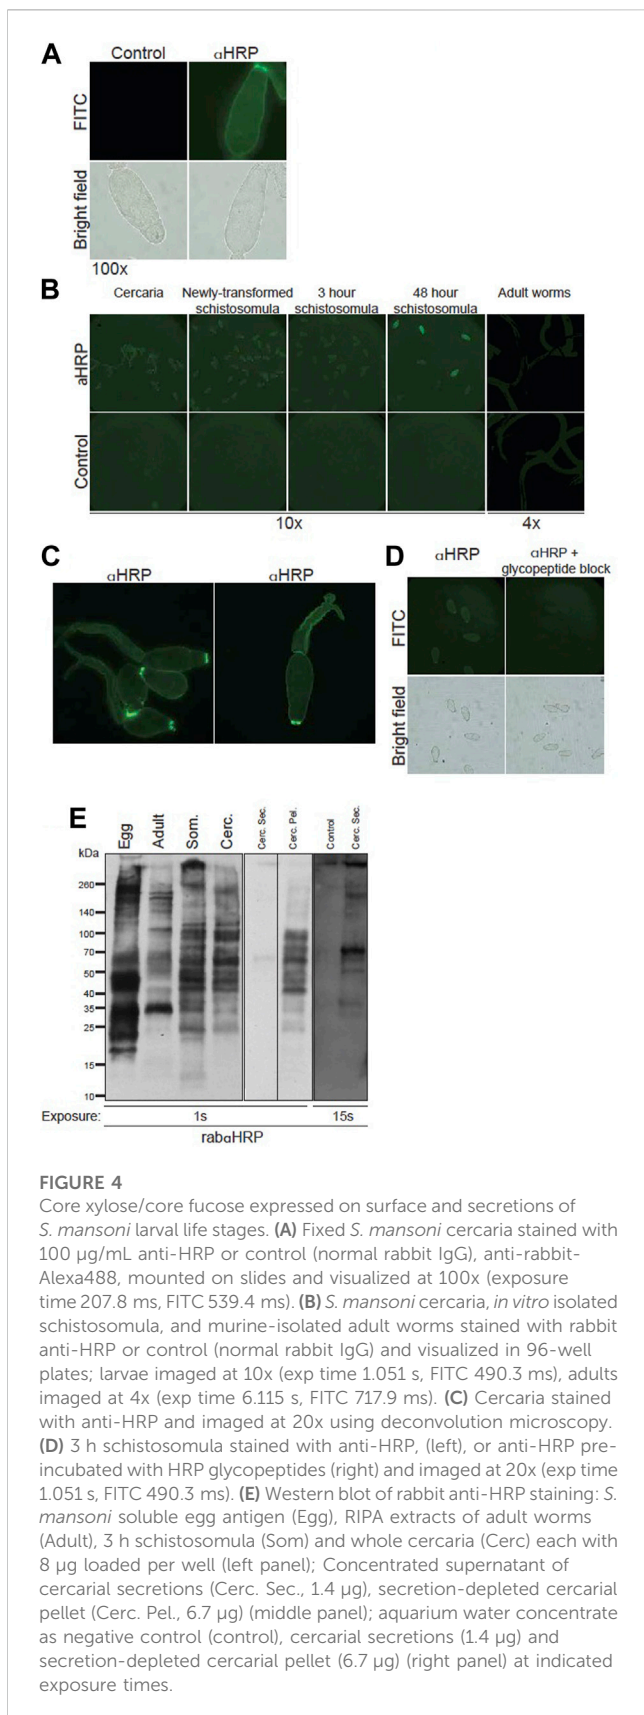 A
Control
αHRP
FITC
Bright field
100x
B
Cercaria
Newly-transformed
schistosomula
3 hour
schistosomula
48 hour
schistosomula
Adult worms
aHRP
Control
10x
4x
C
αHRP
αHRP
D
αHRP
αHRP +
glycopeptide block
FITC
Bright field
E
Egg
Adult
Som.
Cerc.
Cerc. Sec.
Cerc. Pel.
Control
Cerc. Sec.
kDa
260
140
100
70
50
40
35
25
15
10
Exposure:
1s
15s
rabαHRP
FIGURE 4
Core xylose/core fucose expressed on surface and secretions of
S. mansoni larval life stages. (A) Fixed S. mansoni cercaria stained with
100 µg/mL anti-HRP or control (normal rabbit IgG), anti-rabbit-
Alexa488, mounted on slides and visualized at 100x (exposure
time 207.8 ms, FITC 539.4 ms). (B) S. mansoni cercaria, in vitro isolated
schistosomula, and murine-isolated adult worms stained with rabbit
anti-HRP or control (normal rabbit IgG) and visualized in 96-well
plates; larvae imaged at 10x (exp time 1.051 s, FITC 490.3 ms), adults
imaged at 4x (exp time 6.115 s, FITC 717.9 ms). (C) Cercaria stained
with anti-HRP and imaged at 20x using deconvolution microscopy.
(D) 3 h schistosomula stained with anti-HRP, (left), or anti-HRP pre-
incubated with HRP glycopeptides (right) and imaged at 20x (exp time
1.051 s, FITC 490.3 ms). (E) Western blot of rabbit anti-HRP staining: S.
mansoni soluble egg antigen (Egg), RIPA extracts of adult worms
(Adult), 3 h schistosomula (Som) and whole cercaria (Cerc) each with
8 µg loaded per well (left panel); Concentrated supernatant of
cercarial secretions (Cerc. Sec., 1.4 µg), secretion-depleted cercarial
pellet (Cerc. Pel., 6.7 µg) (middle panel); aquarium water concentrate
as negative control (control), cercarial secretions (1.4 µg) and
secretion-depleted cercarial pellet (6.7 µg) (right panel) at indicated
exposure times.